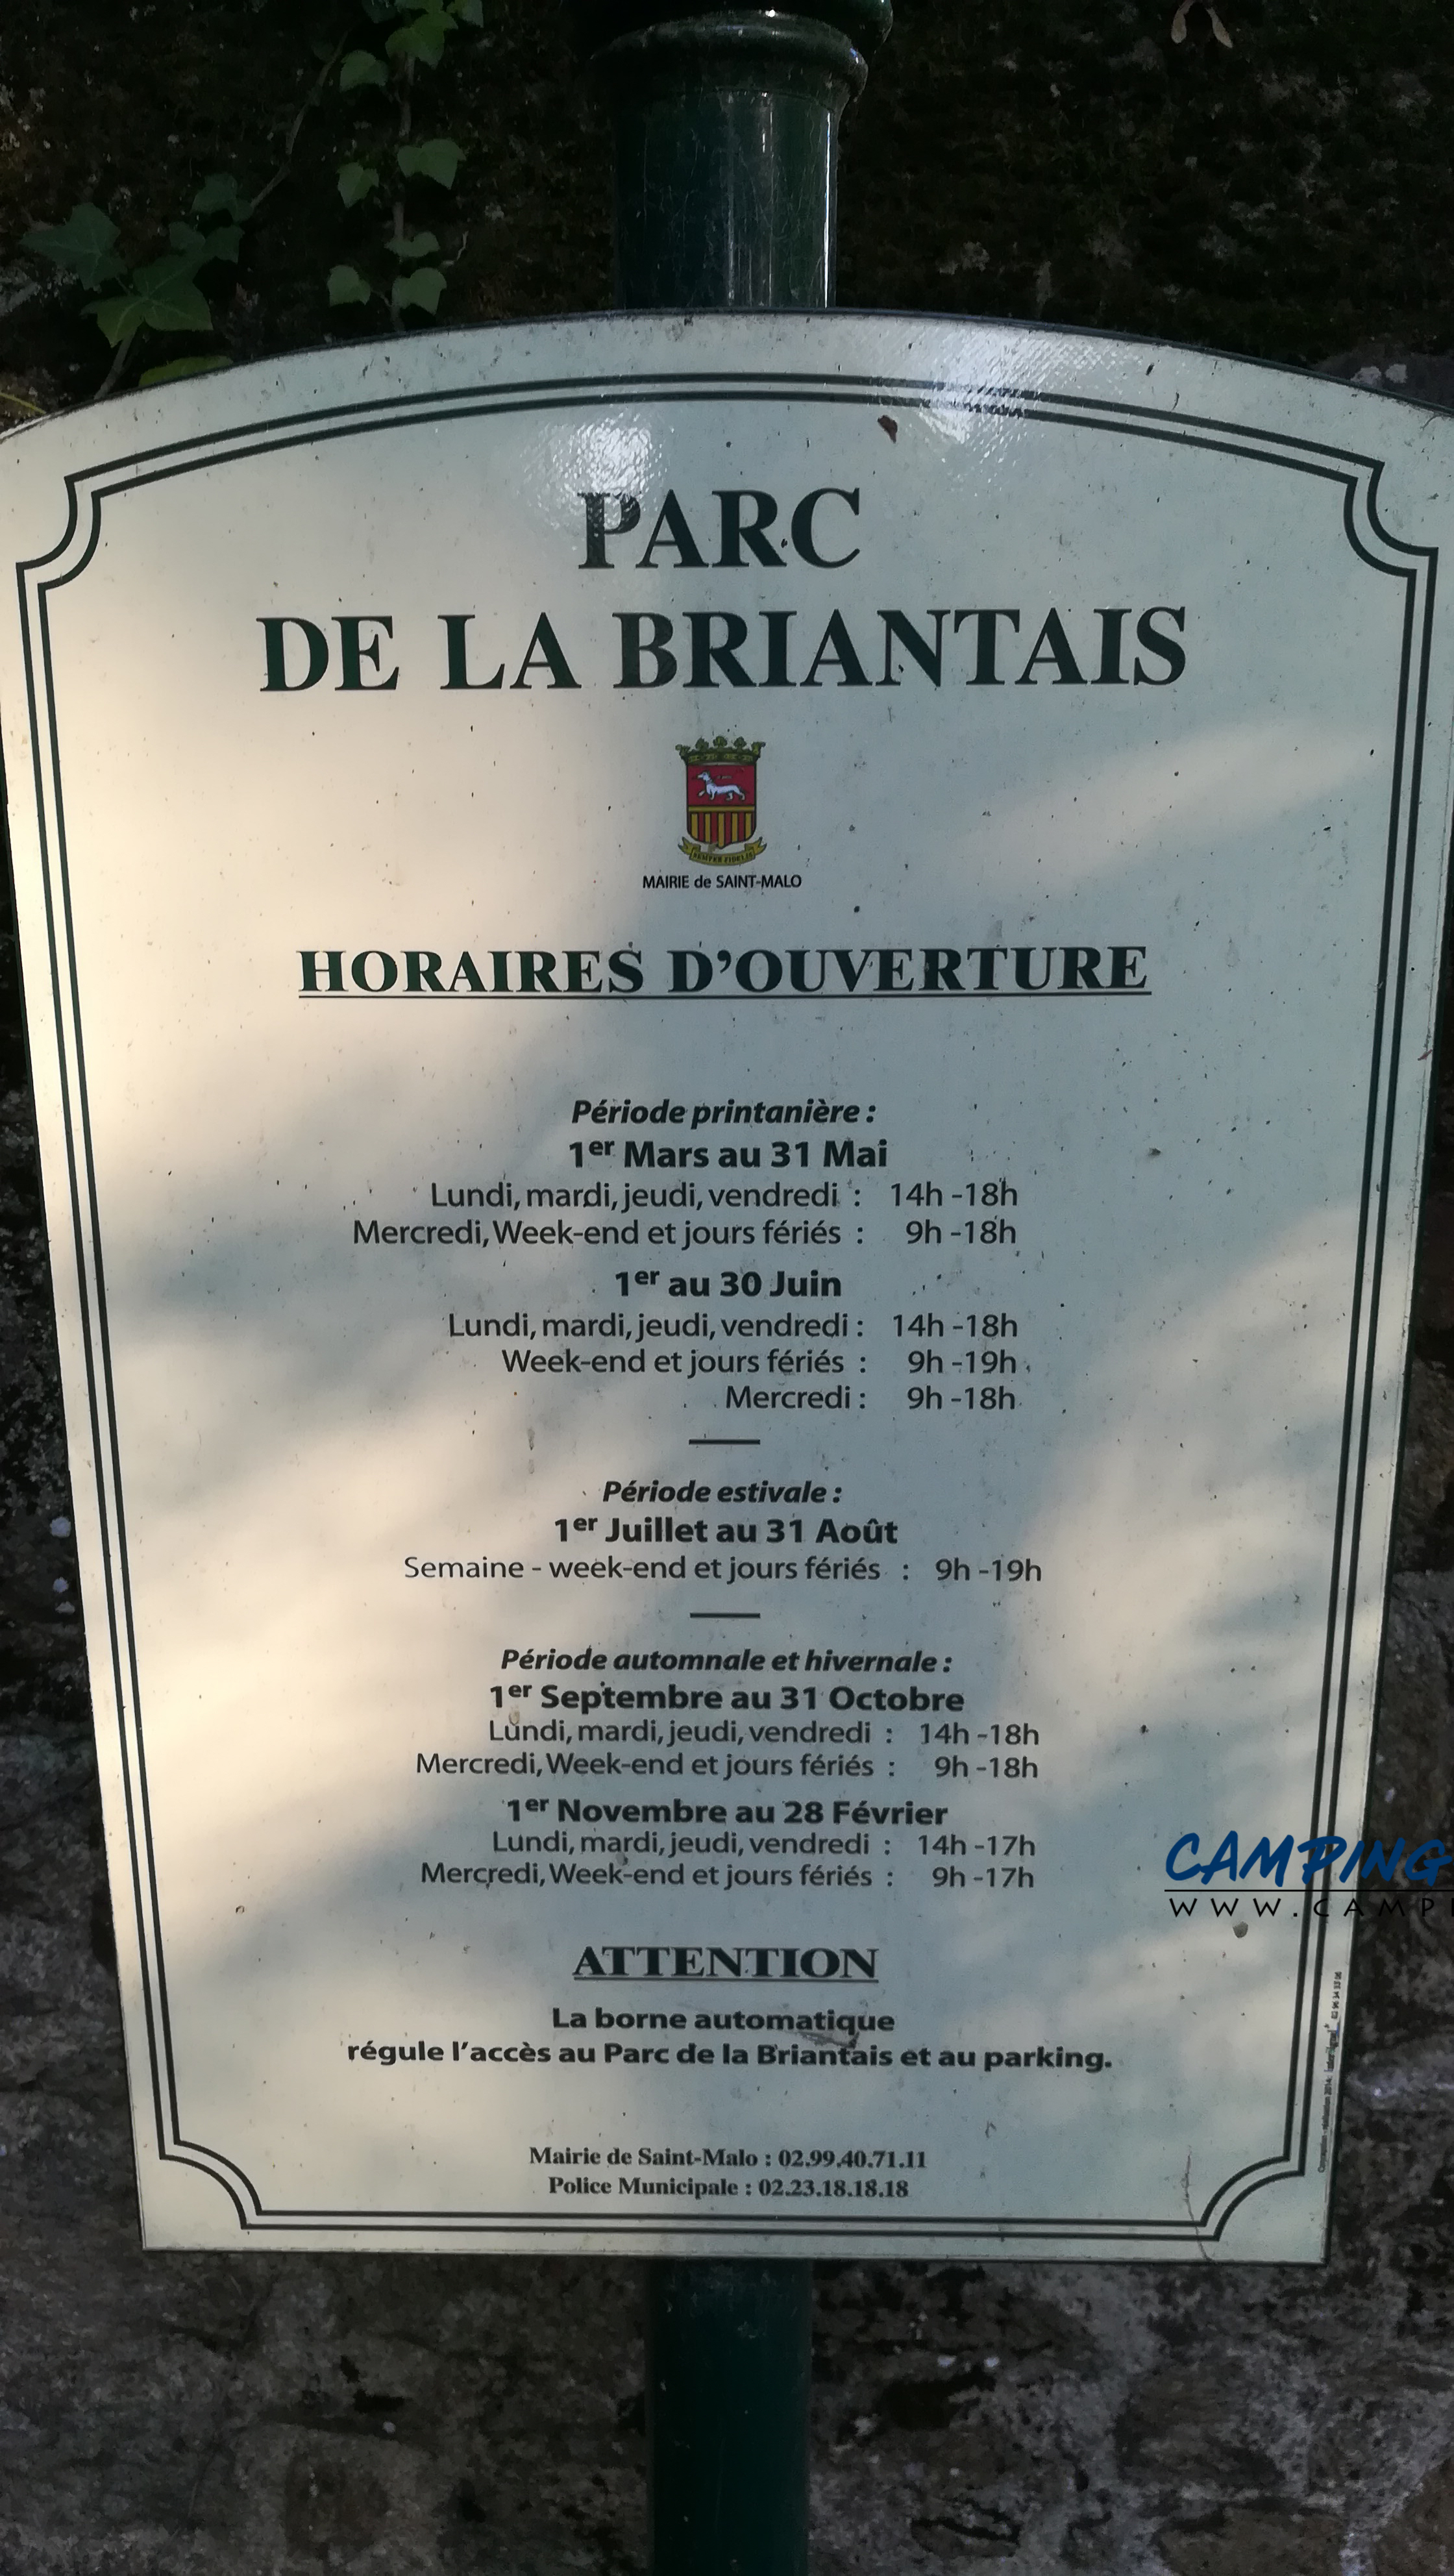 PARC
DE LA BRIANTAIS
SEMPER FIDELIS
MAIRIE de SAINT-MALO
HORAIRES D'OUVERTURE
Période printanière :
1er Mars au 31 Mai
Lundi, mardi, jeudi, vendredi : 14h -18h
Mercredi, Week-end et jours fériés : 9h -18h
1er au 30 Juin
Lundi, mardi, jeudi, vendredi : 14h -18h
Week-end et jours fériés : 9h -19h
Mercredi : 9h -18h
Période estivale :
1er Juillet au 31 Août
Semaine - week-end et jours fériés : 9h -19h
Période automnale et hivernale :
1er Septembre au 31 Octobre
Lundi, mardi, jeudi, vendredi : 14h -18h
Mercredi, Week-end et jours fériés : 9h -18h
1er Novembre au 28 Février
Lundi, mardi, jeudi, vendredi : 14h -17h
Mercredi, Week-end et jours fériés : 9h -17h
CAMPING
WWW.CAMP
ATTENTION
La borne automatique
régule l'accès au Parc de la Briantais et au parking.
Mairie de Saint-Malo : 02.99.40.71.11
Police Municipale : 02.23.18.18.18